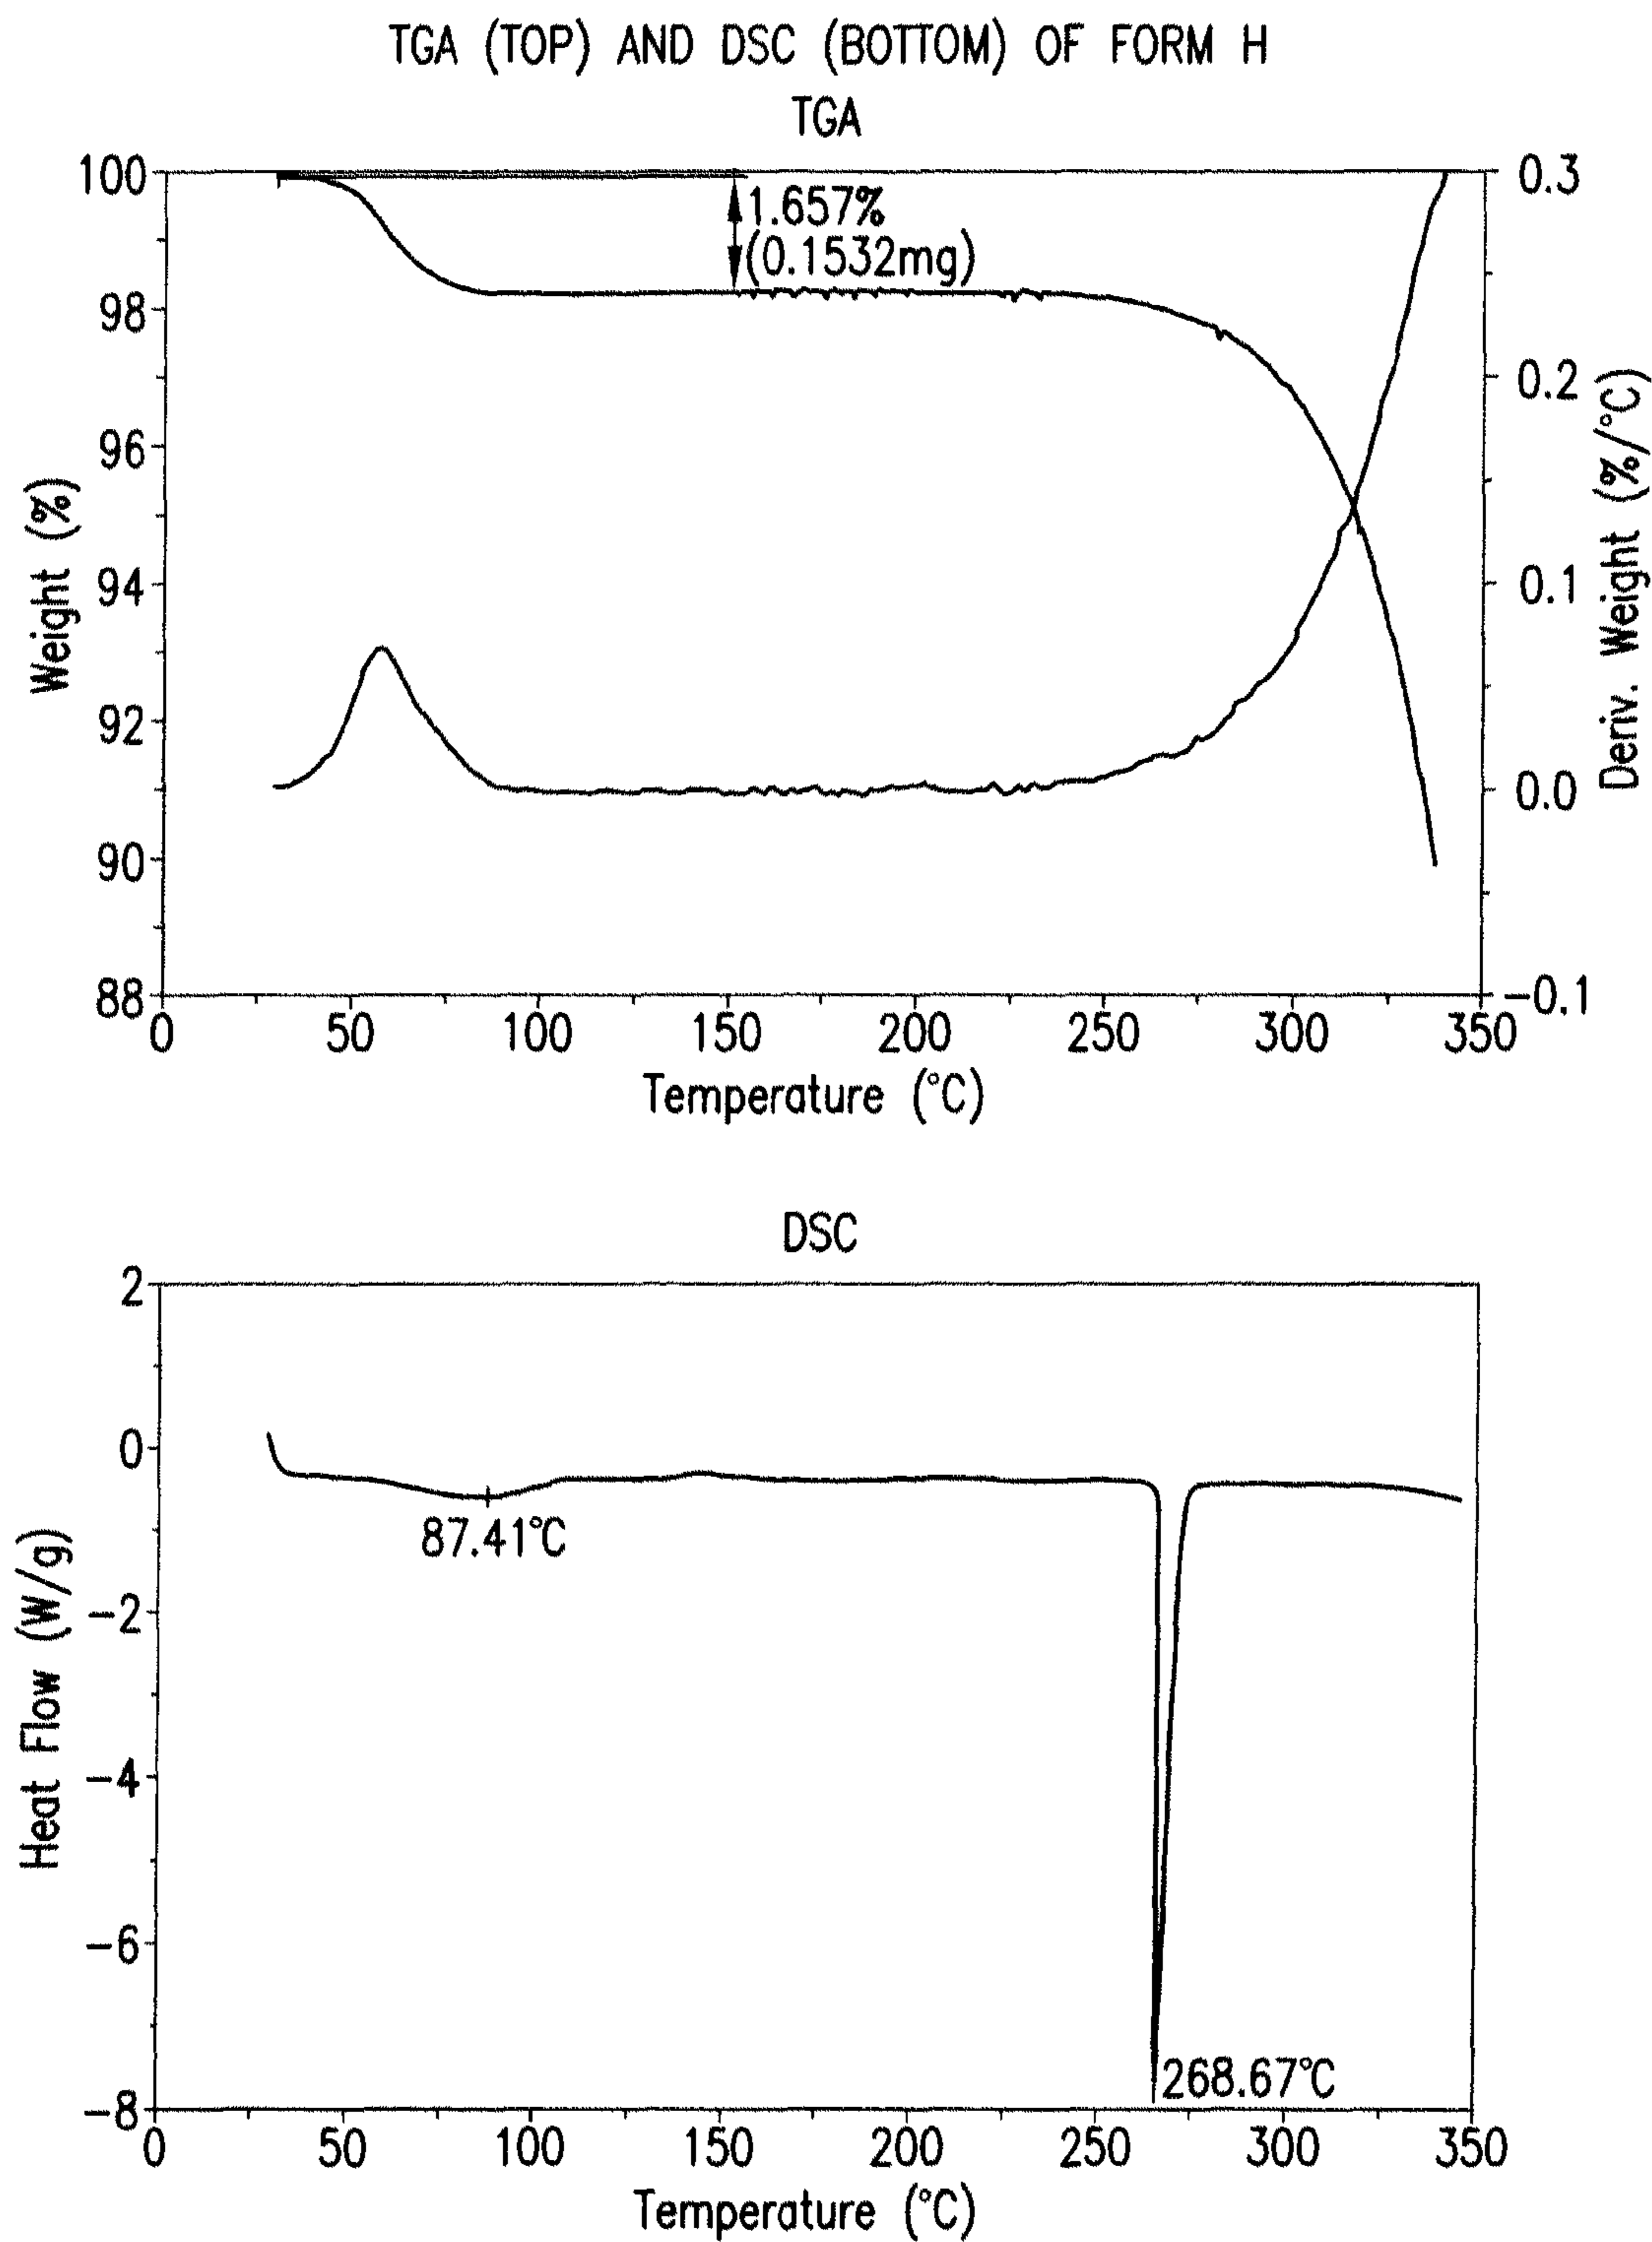 TGA (TOP) AND DSC (BOTTOM) OF FORM H
TGA
100
98
96
94
92
90
88
Weight (%)
1.657%
(0.1532mg)
0.3
0.2
0.1
0.0
-0.1
Deriv. Weight (%/°C)
0 50 100 150 200 250 300 350
Temperature (°C)
DSC
2
0
-2
-4
-6
-8
Heat Flow (W/g)
87.41°C
268.67°C
0 50 100 150 200 250 300 350
Temperature (°C)